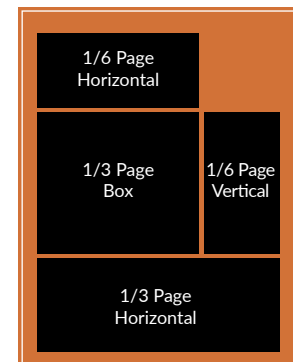 1/6 Page
Horizontal
1/3 Page
Box
1/6 Page
Vertical
1/3 Page
Horizontal